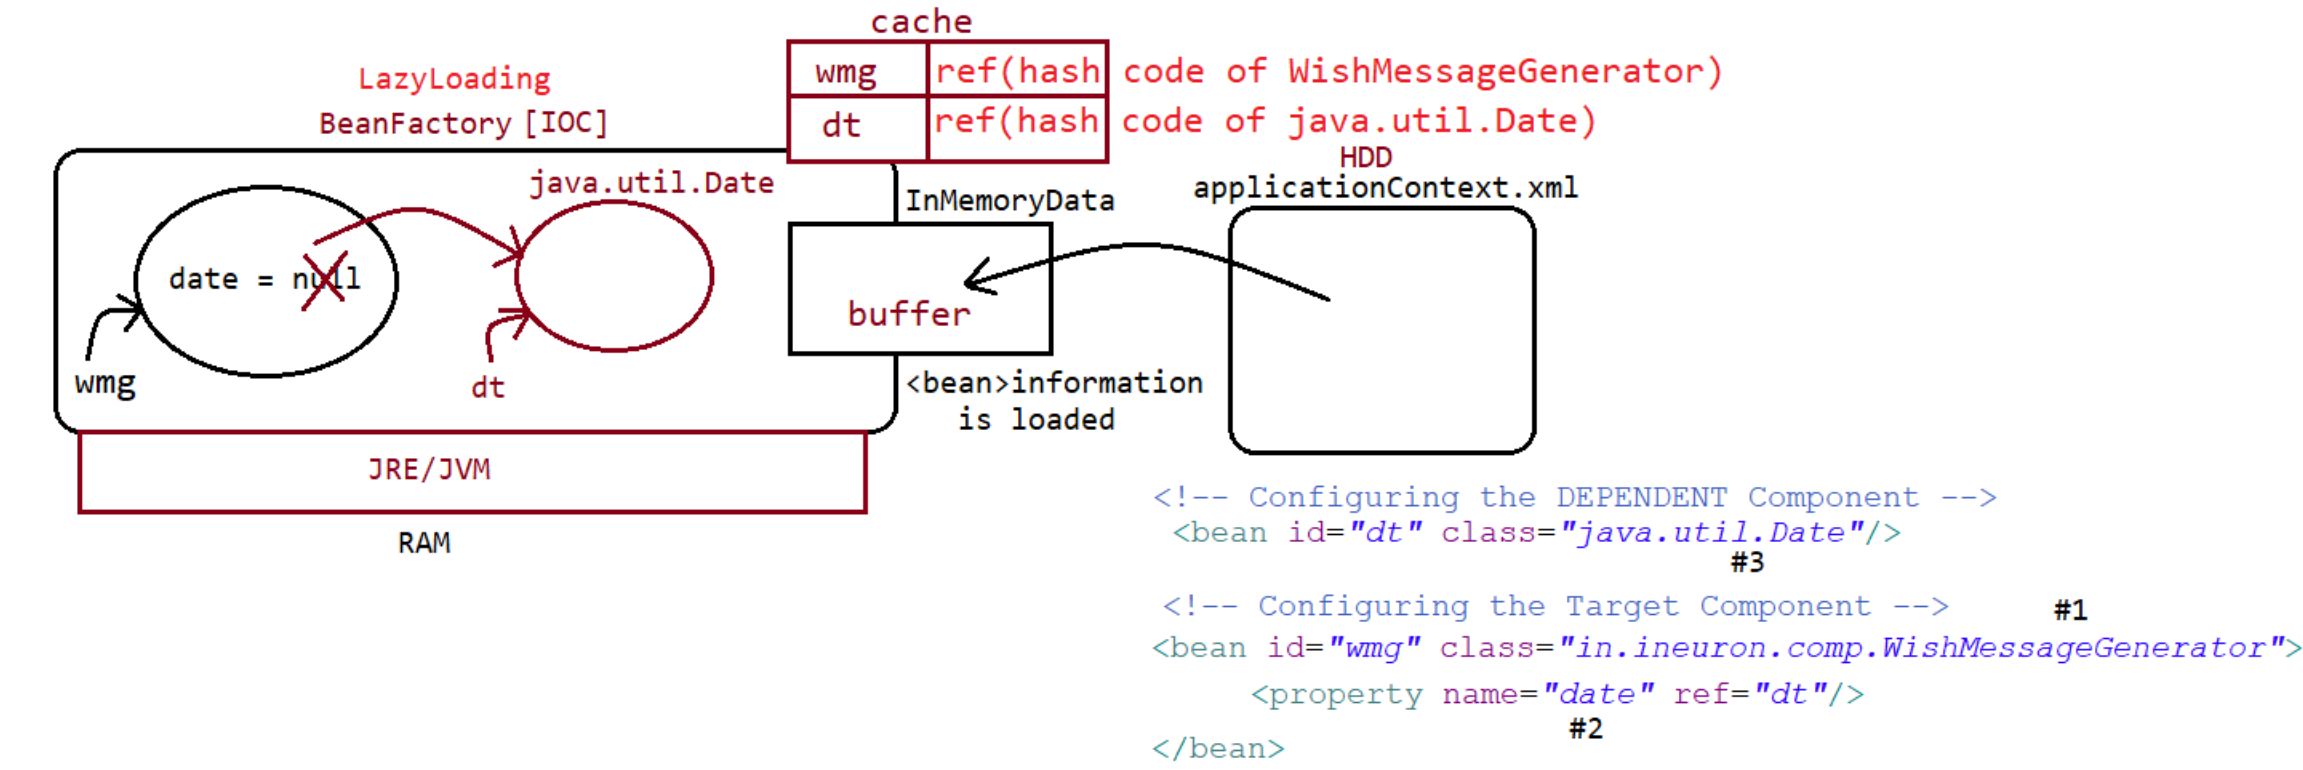 cache
wmg ref(hash code of WishMessageGenerator)
dt ref(hash code of java.util.Date)
LazyLoading
BeanFactory [IOC]
java.util.Date
date = null
wmg
dt
JRE/JVM
RAM
InMemoryData
buffer
<bean>information
is loaded
HDD
applicationContext.xml
<!-- Configuring the DEPENDENT Component -->
<bean id="dt" class="java.util.Date"/>
#3
<!-- Configuring the Target Component -->
#1
<bean id="wmg" class="in.ineuron.comp.WishMessageGenerator">
<property name="date" ref="dt"/>
#2
</bean>